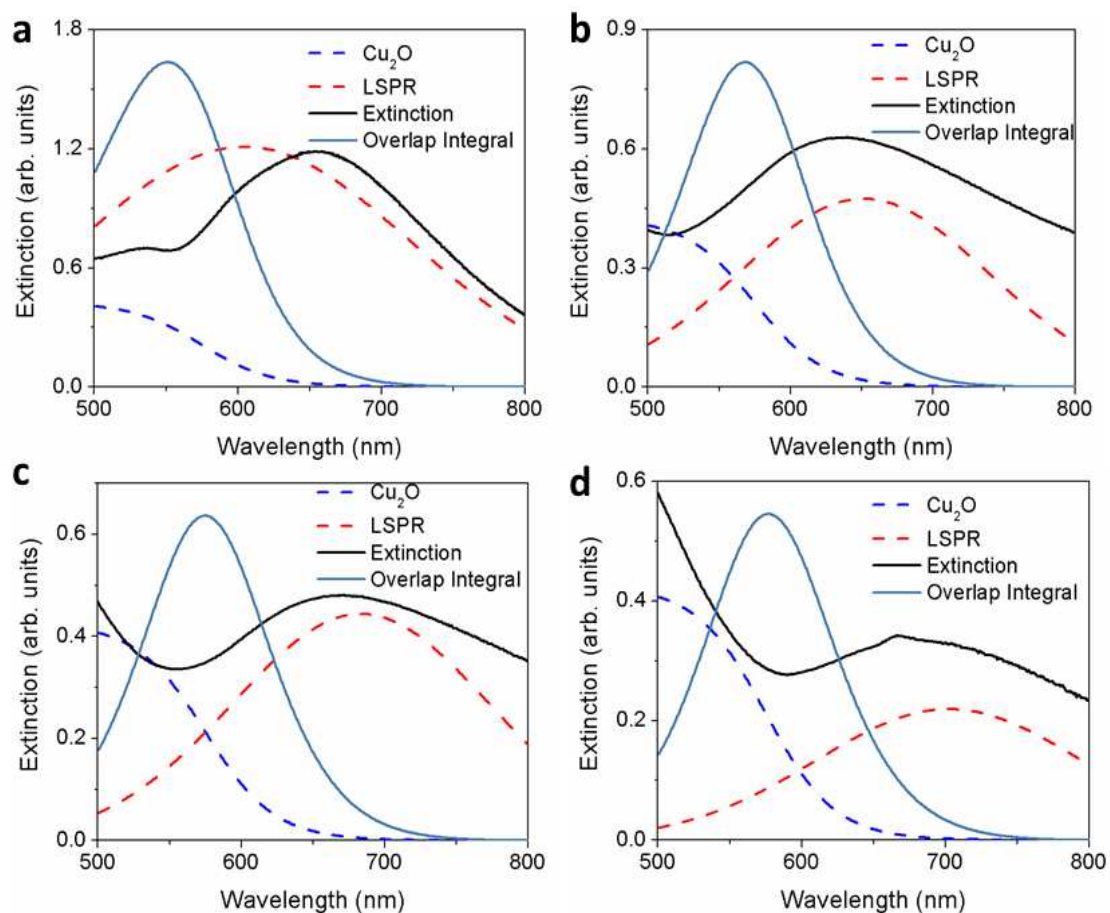 a
Extinction (arb. units)
1.8
1.2
0.6
0.0
Cu₂O
LSPR
Extinction
Overlap Integral
500 600 700 800
Wavelength (nm)
b
Extinction (arb. units)
0.9
0.6
0.3
0.0
Cu₂O
LSPR
Extinction
Overlap Integral
500 600 700 800
Wavelength (nm)
c
Extinction (arb. units)
0.6
0.4
0.2
0.0
Cu₂O
LSPR
Extinction
Overlap Integral
500 600 700 800
Wavelength (nm)
d
Extinction (arb. units)
0.6
0.4
0.2
0.0
Cu₂O
LSPR
Extinction
Overlap Integral
500 600 700 800
Wavelength (nm)